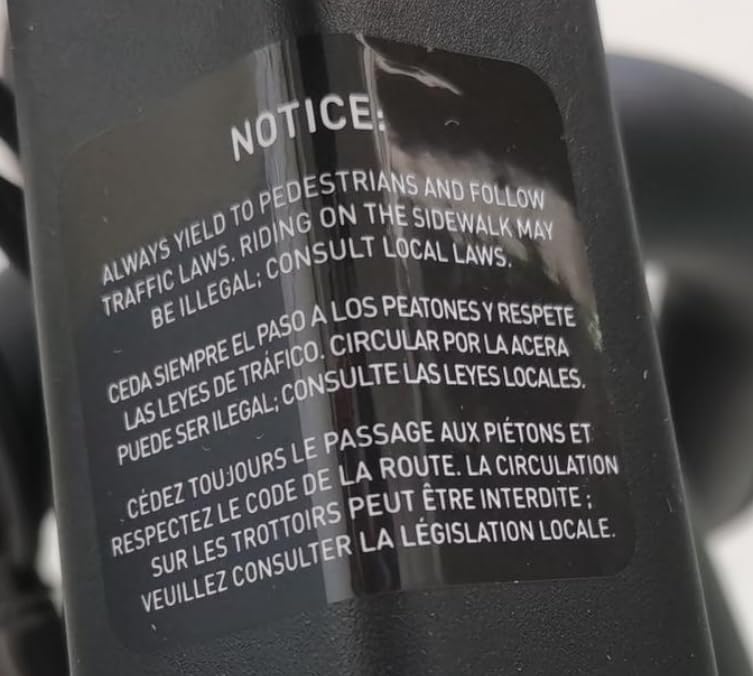 NOTICE:
ALWAYS YIELD TO PEDESTRIANS AND FOLLOW
TRAFFIC LAWS. RIDING ON THE SIDEWALK MAY
BE ILLEGAL; CONSULT LOCAL LAWS.
CEDA SIEMPRE EL PASO A LOS PEATONES Y RESPETE
LAS LEYES DE TRÁFICO. CIRCULAR POR LA ACERA
PUEDE SER ILEGAL; CONSULTE LAS LEYES LOCALES.
CÉDEZ TOUJOURS LE PASSAGE AUX PIÉTONS ET
RESPECTEZ LE CODE DE LA ROUTE. LA CIRCULATION
SUR LES TROTTOIRS PEUT ÊTRE INTERDITE ;
VEUILLEZ CONSULTER LA LÉGISLATION LOCALE.